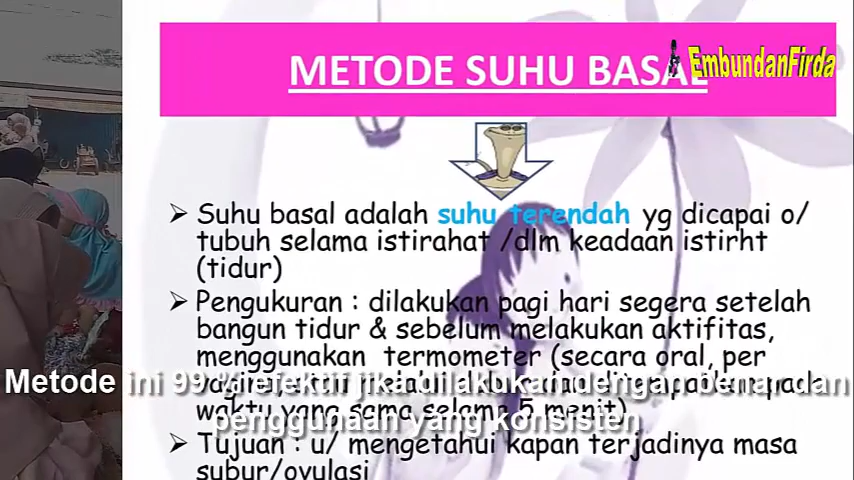 METODE SUHU BASAL
EmbundanFirda
➢ Suhu basal adalah suhu terendah yg dicapai o/
tubuh selama istirahat /dlm keadaan istirht
(tidur)
➢ Pengukuran : dilakukan pagi hari segera setelah
bangun tidur & sebelum melakukan aktifitas,
menggunakan termometer (secara oral, per
waktu yang sama selama 5 menit)
Metode ini 99 % efektif jika dilakukan dengan benar dan
penggunaan yang konsisten
➢ Tujuan : u/ mengetahui kapan terjadinya masa
subur/ovulasi